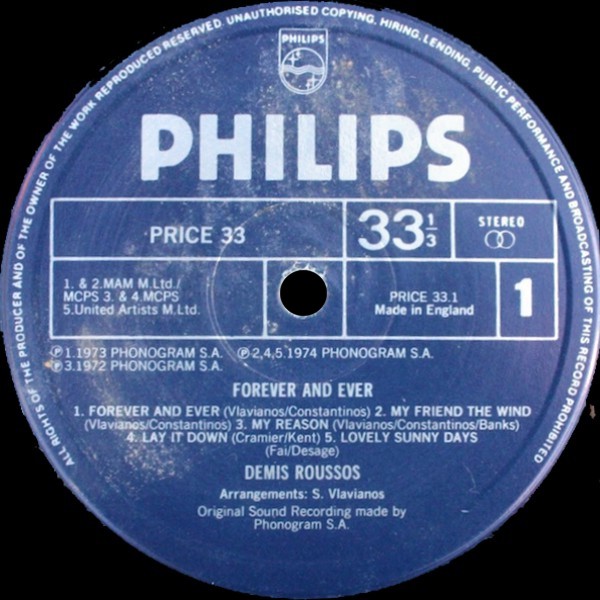 ALL RIGHTS OF THE PRODUCER AND OF THE OWNER OF THE WORK REPRODUCED RESERVED. UNAUTHORISED COPYING, HIRING, LENDING, PUBLIC PERFORMANCE AND BROADCASTING OF THIS RECORD PROHIBITED
PHILIPS
PHILIPS
PRICE 33
33 1/3
STEREO
1. & 2.MAM M.Ltd./
MCPS 3. & 4.MCPS
5.United Artists M.Ltd.
PRICE 33.1
Made in England
1
℗1.1973 PHONOGRAM S.A. ℗2,4,5.1974 PHONOGRAM S.A.
℗3.1972 PHONOGRAM S.A.
FOREVER AND EVER
1. FOREVER AND EVER (Vlavianos/Constantinos) 2. MY FRIEND THE WIND
(Vlavianos/Constantinos) 3. MY REASON (Vlavianos/Constantinos/Banks)
4. LAY IT DOWN (Cramier/Kent) 5. LOVELY SUNNY DAYS
(Fai/Desage)
DEMIS ROUSSOS
Arrangements: S. Vlavianos
Original Sound Recording made by
Phonogram S.A.